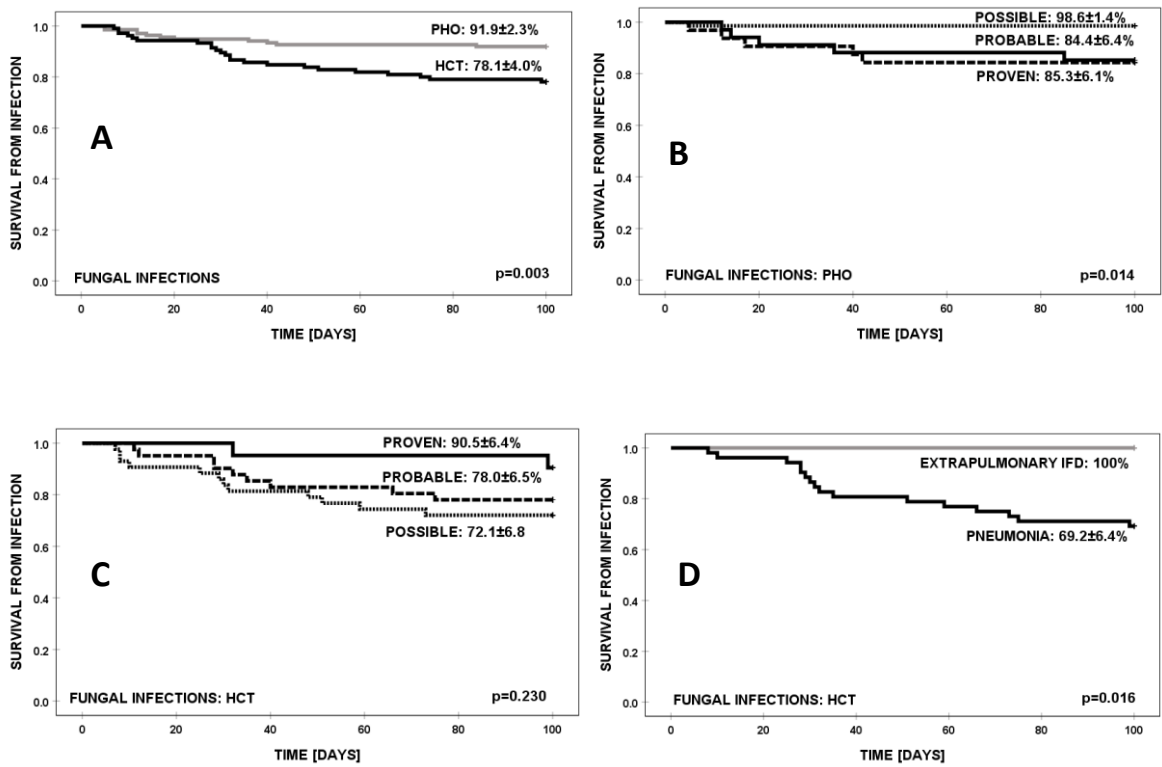 A
SURVIVAL FROM INFECTION
1.0
0.8
0.6
0.4
0.2
0.0
PHO: 91.9±2.3%
HCT: 78.1±4.0%
FUNGAL INFECTIONS
p=0.003
0 20 40 60 80 100
TIME [DAYS]
B
SURVIVAL FROM INFECTION
1.0
0.8
0.6
0.4
0.2
0.0
POSSIBLE: 98.6±1.4%
PROBABLE: 84.4±6.4%
PROVEN: 85.3±6.1%
FUNGAL INFECTIONS: PHO
p=0.014
0 20 40 60 80 100
TIME [DAYS]
C
SURVIVAL FROM INFECTION
1.0
0.8
0.6
0.4
0.2
0.0
PROVEN: 90.5±6.4%
PROBABLE: 78.0±6.5%
POSSIBLE: 72.1±6.8
FUNGAL INFECTIONS: HCT
p=0.230
0 20 40 60 80 100
TIME [DAYS]
D
SURVIVAL FROM INFECTION
1.0
0.8
0.6
0.4
0.2
0.0
EXTRAPULMONARY IFD: 100%
PNEUMONIA: 69.2±6.4%
FUNGAL INFECTIONS: HCT
p=0.016
0 20 40 60 80 100
TIME [DAYS]